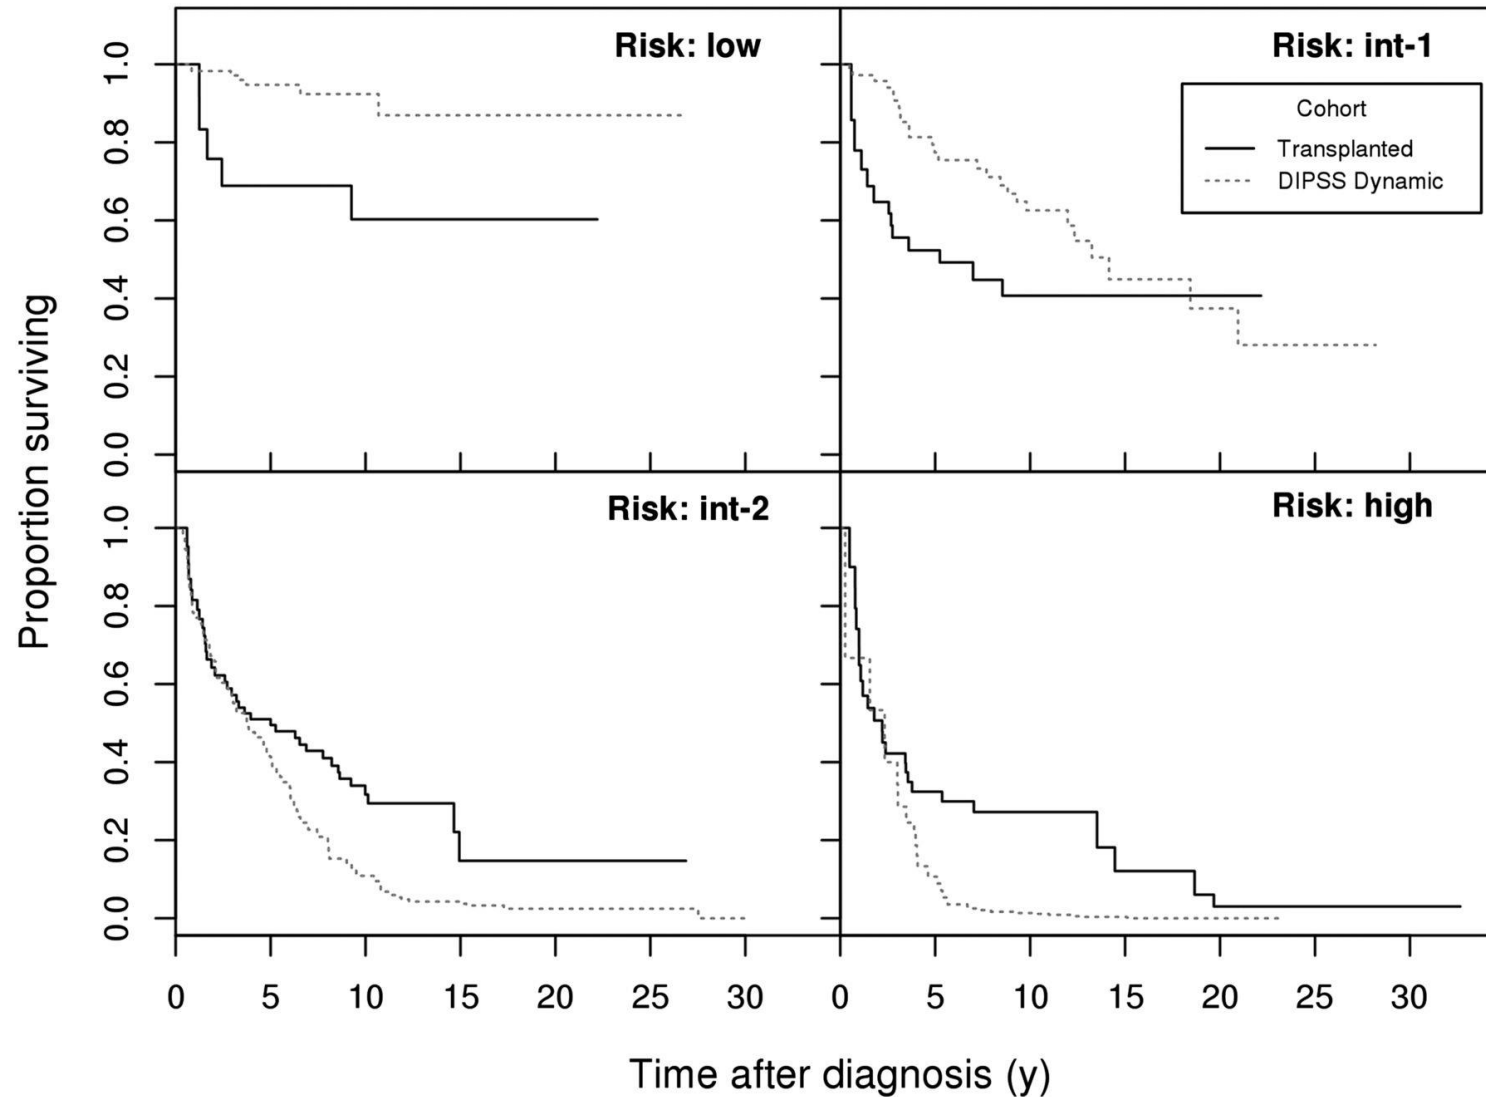 Risk: low
Risk: int-1
Cohort
Transplanted
DIPSS Dynamic
1.0
0.8
0.6
0.4
0.2
0.0
Proportion surviving
Risk: int-2
Risk: high
1.0
0.8
0.6
0.4
0.2
0.0
0 5 10 15 20 25 30 0 5 10 15 20 25 30
Time after diagnosis (y)